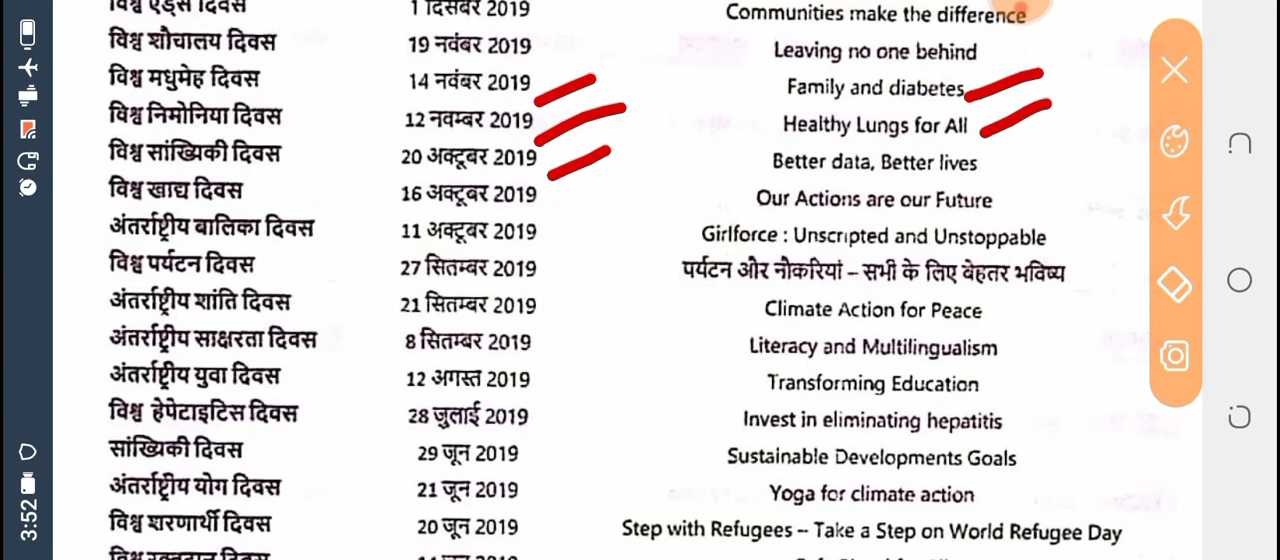 विश्व एड्स दिवस 1 दिसंबर 2019 Communities make the difference
विश्व शौचालय दिवस 19 नवंबर 2019 Leaving no one behind
विश्व मधुमेह दिवस 14 नवंबर 2019 Family and diabetes
विश्व निमोनिया दिवस 12 नवम्बर 2019 Healthy Lungs for All
विश्व सांख्यिकी दिवस 20 अक्टूबर 2019 Better data, Better lives
विश्व खाद्य दिवस 16 अक्टूबर 2019 Our Actions are our Future
अंतर्राष्ट्रीय बालिका दिवस 11 अक्टूबर 2019 Girlforce : Unscripted and Unstoppable
विश्व पर्यटन दिवस 27 सितम्बर 2019 पर्यटन और नौकरियां – सभी के लिए बेहतर भविष्य
अंतर्राष्ट्रीय शांति दिवस 21 सितम्बर 2019 Climate Action for Peace
अंतर्राष्ट्रीय साक्षरता दिवस 8 सितम्बर 2019 Literacy and Multilingualism
अंतर्राष्ट्रीय युवा दिवस 12 अगस्त 2019 Transforming Education
विश्व हेपेटाइटिस दिवस 28 जुलाई 2019 Invest in eliminating hepatitis
सांख्यिकी दिवस 29 जून 2019 Sustainable Developments Goals
अंतर्राष्ट्रीय योग दिवस 21 जून 2019 Yoga for climate action
विश्व शरणार्थी दिवस 20 जून 2019 Step with Refugees – Take a Step on World Refugee Day
3:52